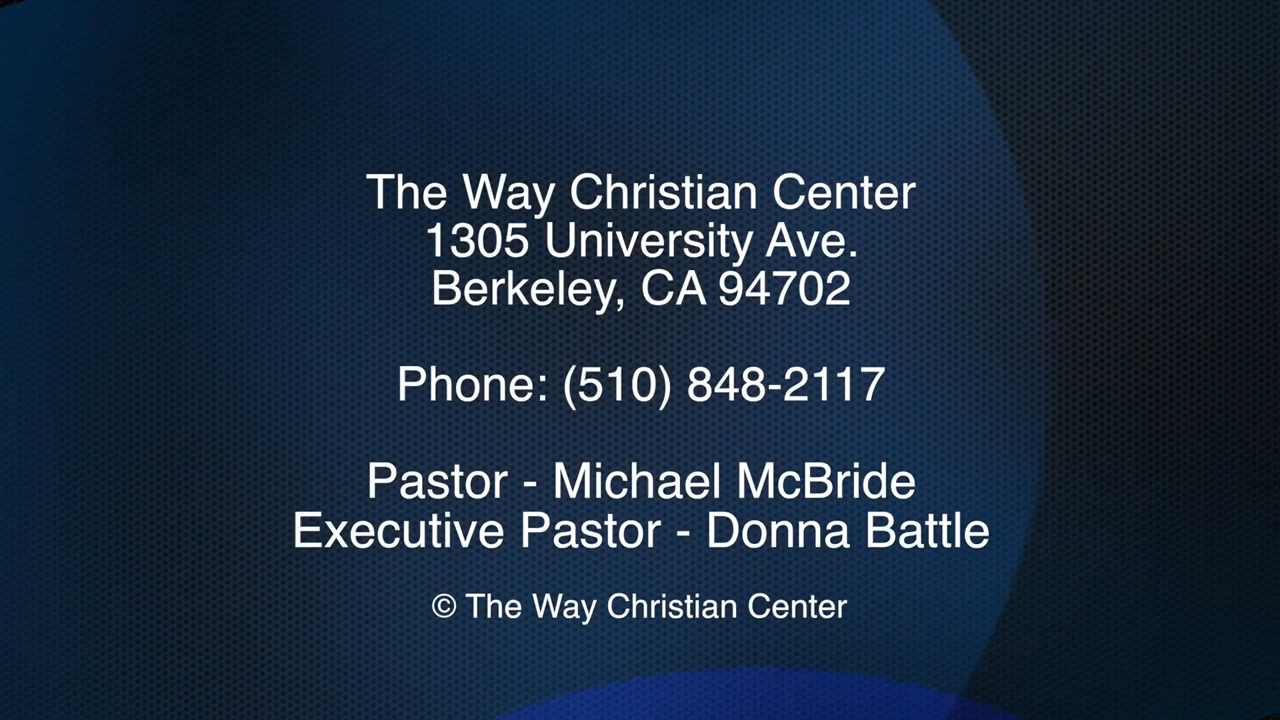 The Way Christian Center
1305 University Ave.
Berkeley, CA 94702
Phone: (510) 848-2117
Pastor - Michael McBride
Executive Pastor - Donna Battle
© The Way Christian Center